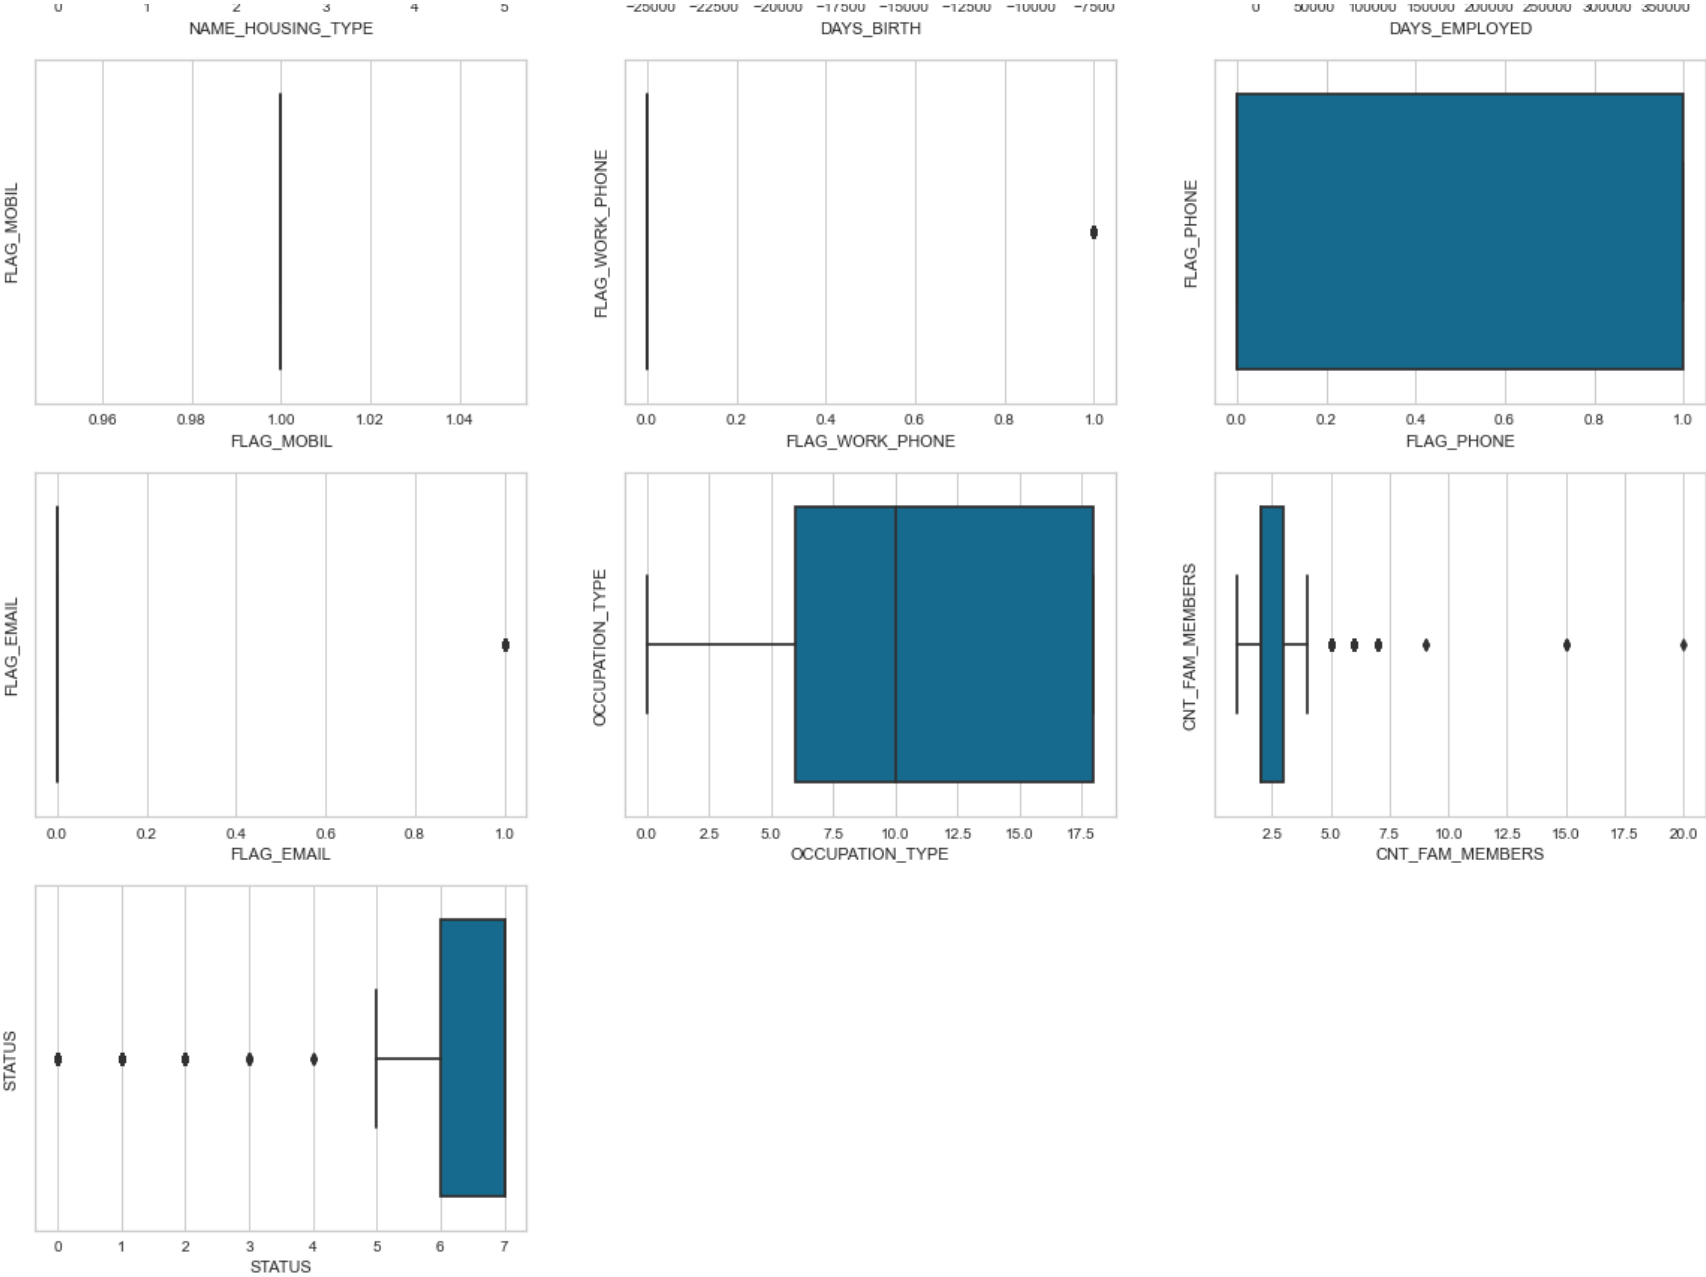 0 1 2 3 4 5
NAME_HOUSING_TYPE
−25000 −22500 −20000 −17500 −15000 −12500 −10000 −7500
DAYS_BIRTH
0 50000 100000 150000 200000 250000 300000 350000
DAYS_EMPLOYED
FLAG_MOBIL
0.96 0.98 1.00 1.02 1.04
FLAG_MOBIL
FLAG_WORK_PHONE
0.0 0.2 0.4 0.6 0.8 1.0
FLAG_WORK_PHONE
FLAG_PHONE
0.0 0.2 0.4 0.6 0.8 1.0
FLAG_PHONE
FLAG_EMAIL
0.0 0.2 0.4 0.6 0.8 1.0
FLAG_EMAIL
OCCUPATION_TYPE
0.0 2.5 5.0 7.5 10.0 12.5 15.0 17.5
OCCUPATION_TYPE
CNT_FAM_MEMBERS
2.5 5.0 7.5 10.0 12.5 15.0 17.5 20.0
CNT_FAM_MEMBERS
STATUS
0 1 2 3 4 5 6 7
STATUS